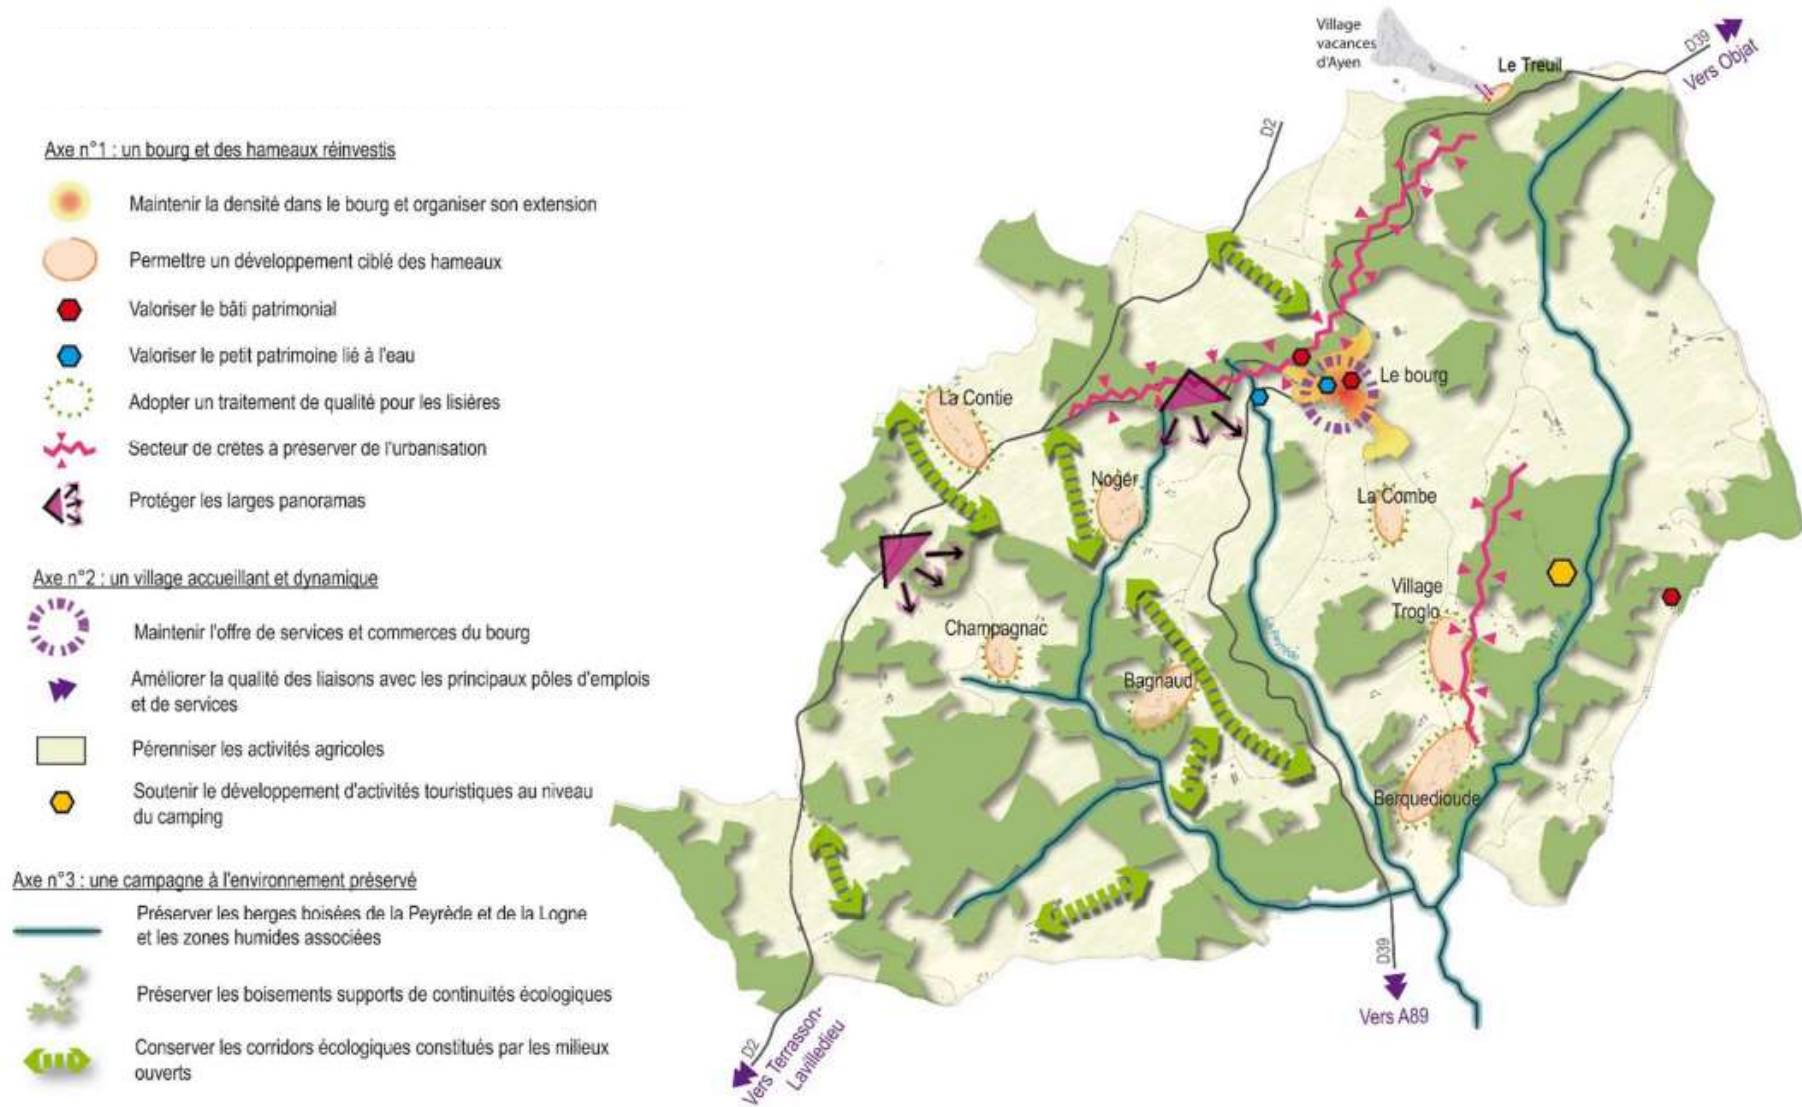 Axe n°1 : un bourg et des hameaux réinvestis
Maintenir la densité dans le bourg et organiser son extension
Permettre un développement ciblé des hameaux
Valoriser le bâti patrimonial
Valoriser le petit patrimoine lié à l'eau
Adopter un traitement de qualité pour les lisières
Secteur de crêtes à préserver de l'urbanisation
Protéger les larges panoramas
Axe n°2 : un village accueillant et dynamique
Maintenir l'offre de services et commerces du bourg
Améliorer la qualité des liaisons avec les principaux pôles d'emplois
et de services
Pérenniser les activités agricoles
Soutenir le développement d'activités touristiques au niveau
du camping
Axe n°3 : une campagne à l'environnement préservé
Préserver les berges boisées de la Peyrède et de la Logne
et les zones humides associées
Préserver les boisements supports de continuités écologiques
Conserver les corridors écologiques constitués par les milieux
ouverts
Village
vacances
d'Ayen
Le Treuil
D39
Vers Objat
D2
Le bourg
La Contie
Noger
La Combe
Village
Troglo
La Peyrède
Champagnac
Bagnaud
Berquedioude
D39
Vers A89
D2
Vers Terrasson-
Lavilledieu